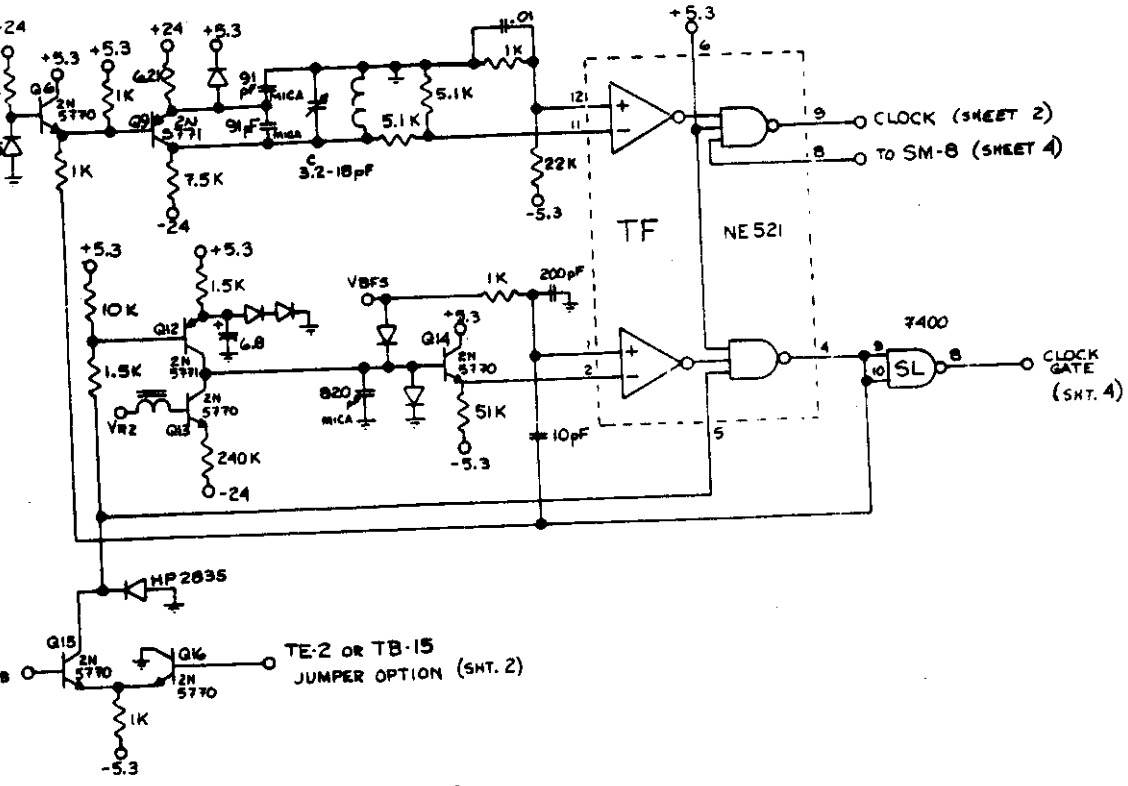 -24
+5.3
+5.3
+24
+5.3
.01
+5.3
6
1K
Q6
2N
5770
1K
621
Q9
2N
5771
91
pF
MICA
91pF
MICA
5.1K
5.1K
12
11
9
CLOCK (SHEET 2)
8
TO SM-8 (SHEET 4)
1K
7.5K
-24
C
3.2-18pF
22K
-5.3
TF
NE521
+5.3
+5.3
1.5K
10K
VBFS
1K
200pF
Q12
+
6.8
2N
5771
Q14
+5.3
2N
5770
1
2
7400
4
9
10
SL
8
CLOCK
GATE
(SHT. 4)
1.5K
2N
5770
Q13
820
MICA
51K
-5.3
10pF
5
240K
-24
HP2835
Q15
2N
5770
Q16
2N
5770
TE-2 OR TB-15
JUMPER OPTION (SHT. 2)
1K
-5.3